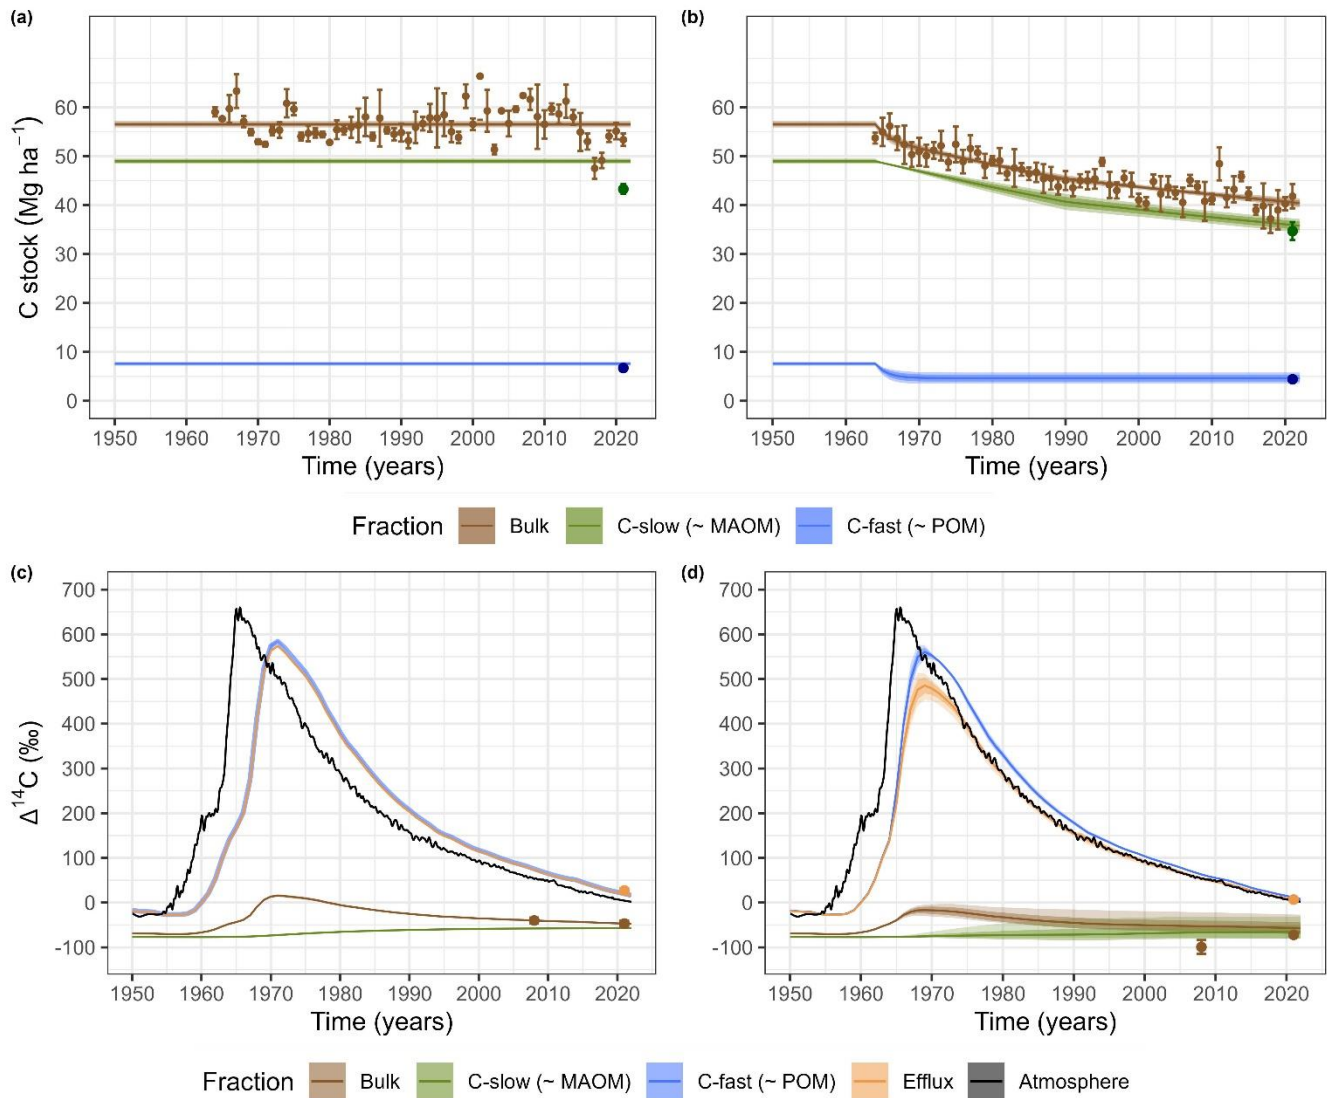 (a)
(b)
C stock (Mg ha⁻¹)
60
50
40
30
20
10
0
1950 1960 1970 1980 1990 2000 2010 2020
Time (years)
60
50
40
30
20
10
0
1950 1960 1970 1980 1990 2000 2010 2020
Time (years)
Fraction Bulk C-slow (~ MAOM) C-fast (~ POM)
(c)
(d)
Δ¹⁴C (‰)
700
600
500
400
300
200
100
0
-100
1950 1960 1970 1980 1990 2000 2010 2020
Time (years)
700
600
500
400
300
200
100
0
-100
1950 1960 1970 1980 1990 2000 2010 2020
Time (years)
Fraction Bulk C-slow (~ MAOM) C-fast (~ POM) Efflux Atmosphere